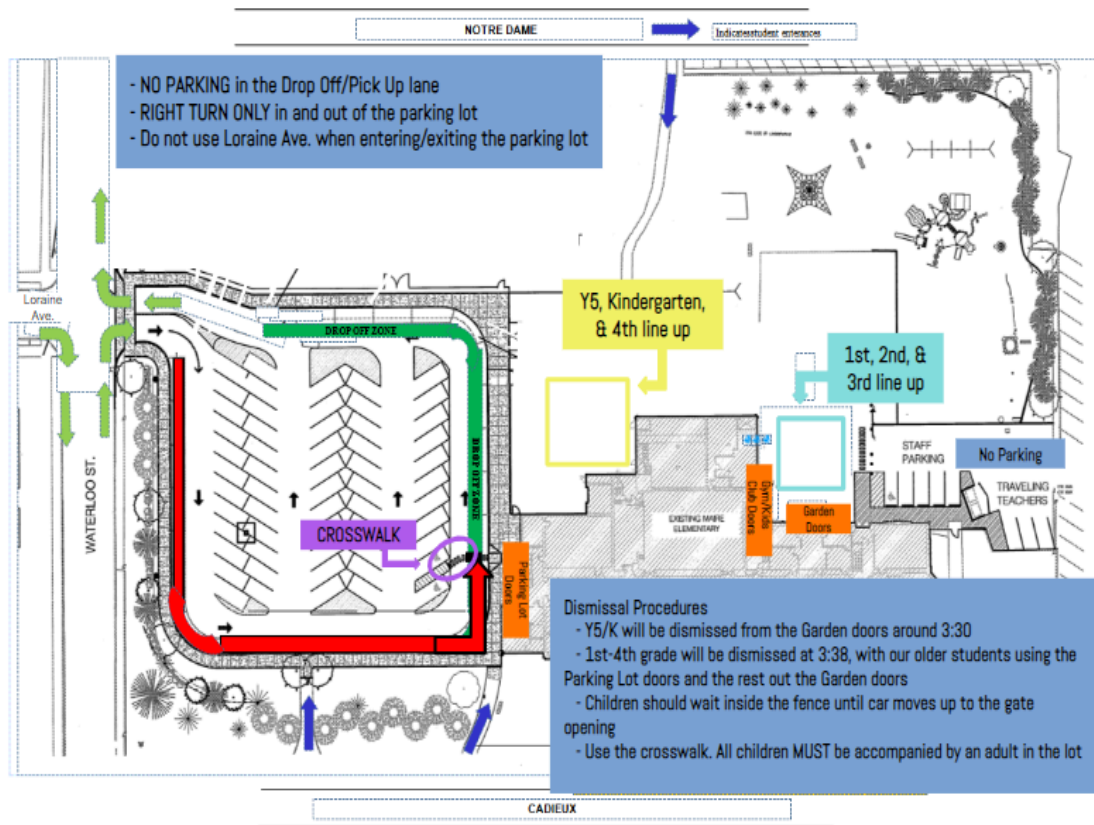 NOTRE DAME
Indicatesstudent enterances
- NO PARKING in the Drop Off/Pick Up lane
- RIGHT TURN ONLY in and out of the parking lot
- Do not use Loraine Ave. when entering/exiting the parking lot
Loraine
Ave.
WATERLOO ST.
DROP OFF ZONE
DROP OFF ZONE
CROSSWALK
Y5, Kindergarten,
& 4th line up
1st, 2nd, &
3rd line up
STAFF
PARKING
No Parking
TRAVELING
TEACHERS
EXISTING MAIRE
ELEMENTARY
Gym/Kids
Club Doors
Garden
Doors
Parking Lot
Doors
Dismissal Procedures
- Y5/K will be dismissed from the Garden doors around 3:30
- 1st-4th grade will be dismissed at 3:38, with our older students using the
Parking Lot doors and the rest out the Garden doors
- Children should wait inside the fence until car moves up to the gate
opening
- Use the crosswalk. All children MUST be accompanied by an adult in the lot
CADIEUX